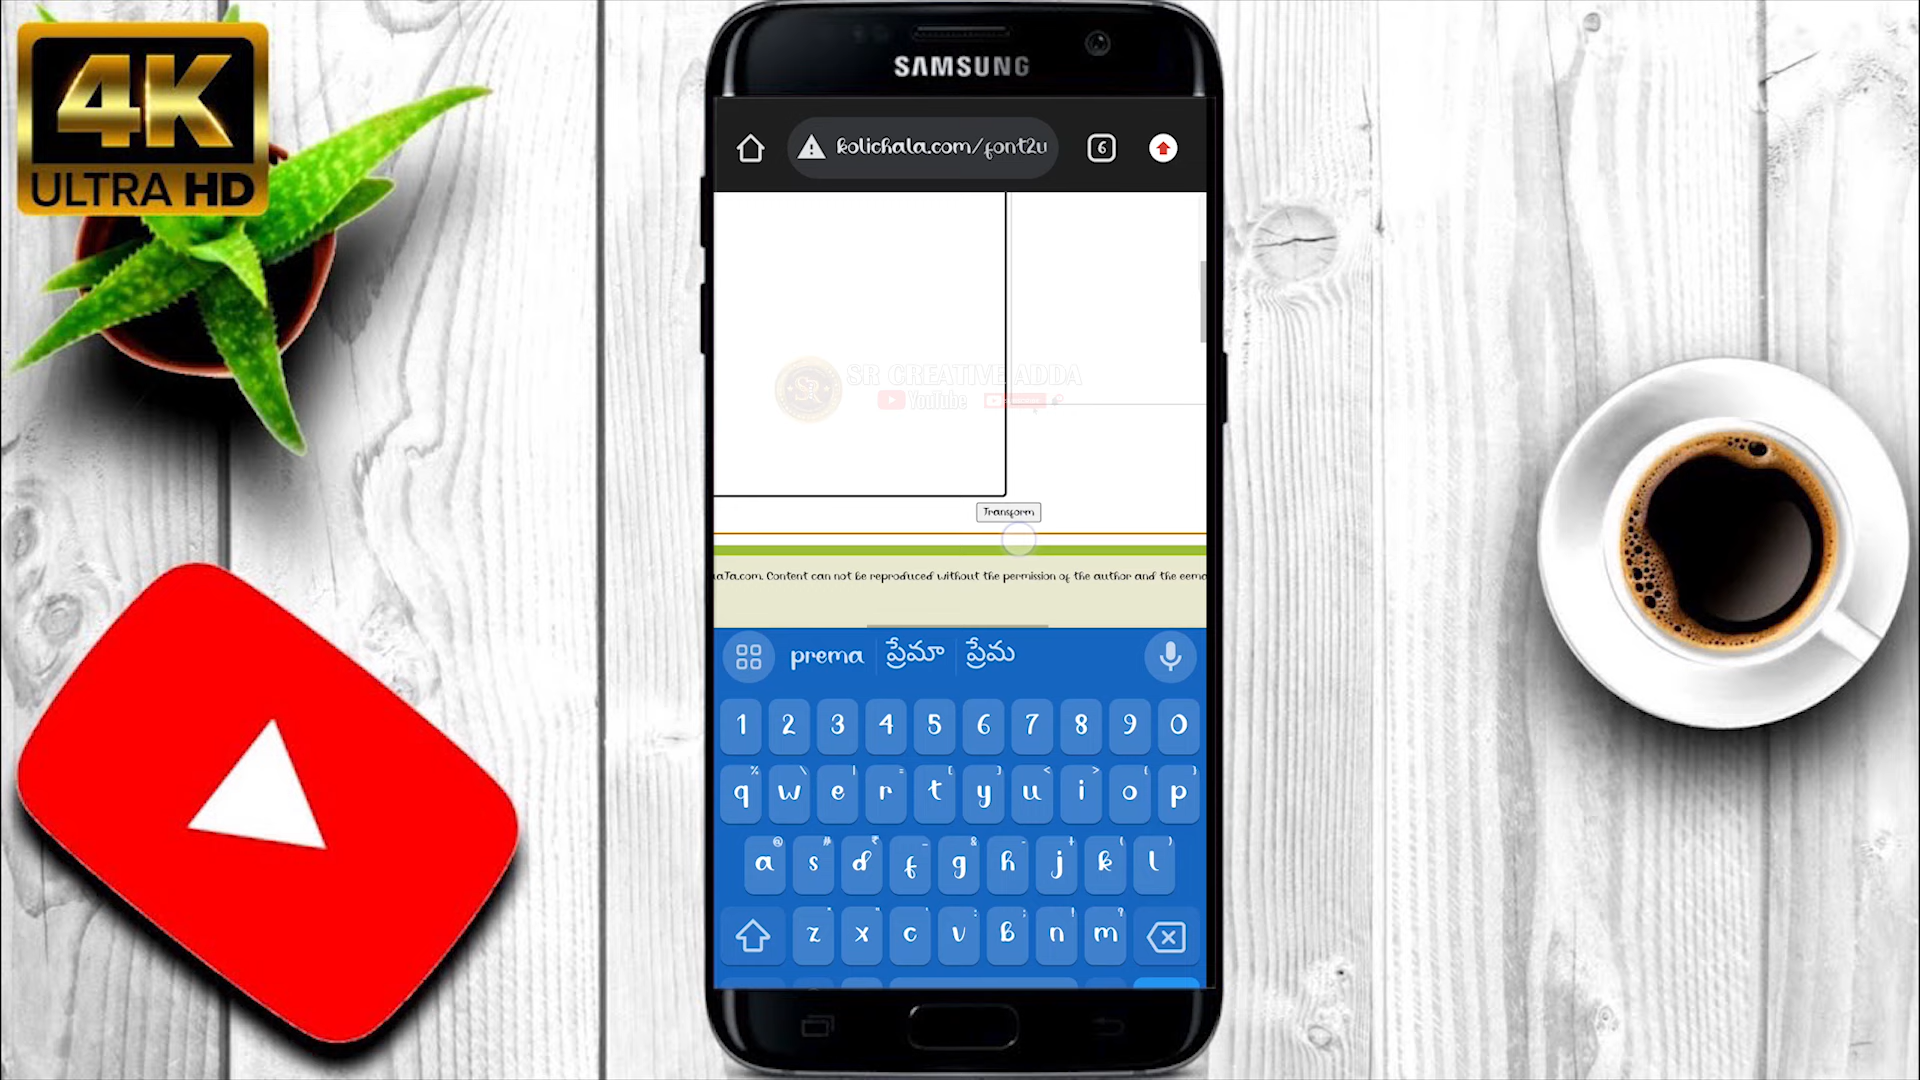 4K
ULTRA HD
SAMSUNG
kolichala.com/font2u
6
SR CREATIVE ADDA
YouTube
Transform
aTa.com. Content can not be reproduced without the permission of the author and the eema
prema ప్రేమా ప్రేమ
1 2 3 4 5 6 7 8 9 0
q w e r t y u i o p
a s d f g h j k l
z x c v b n m